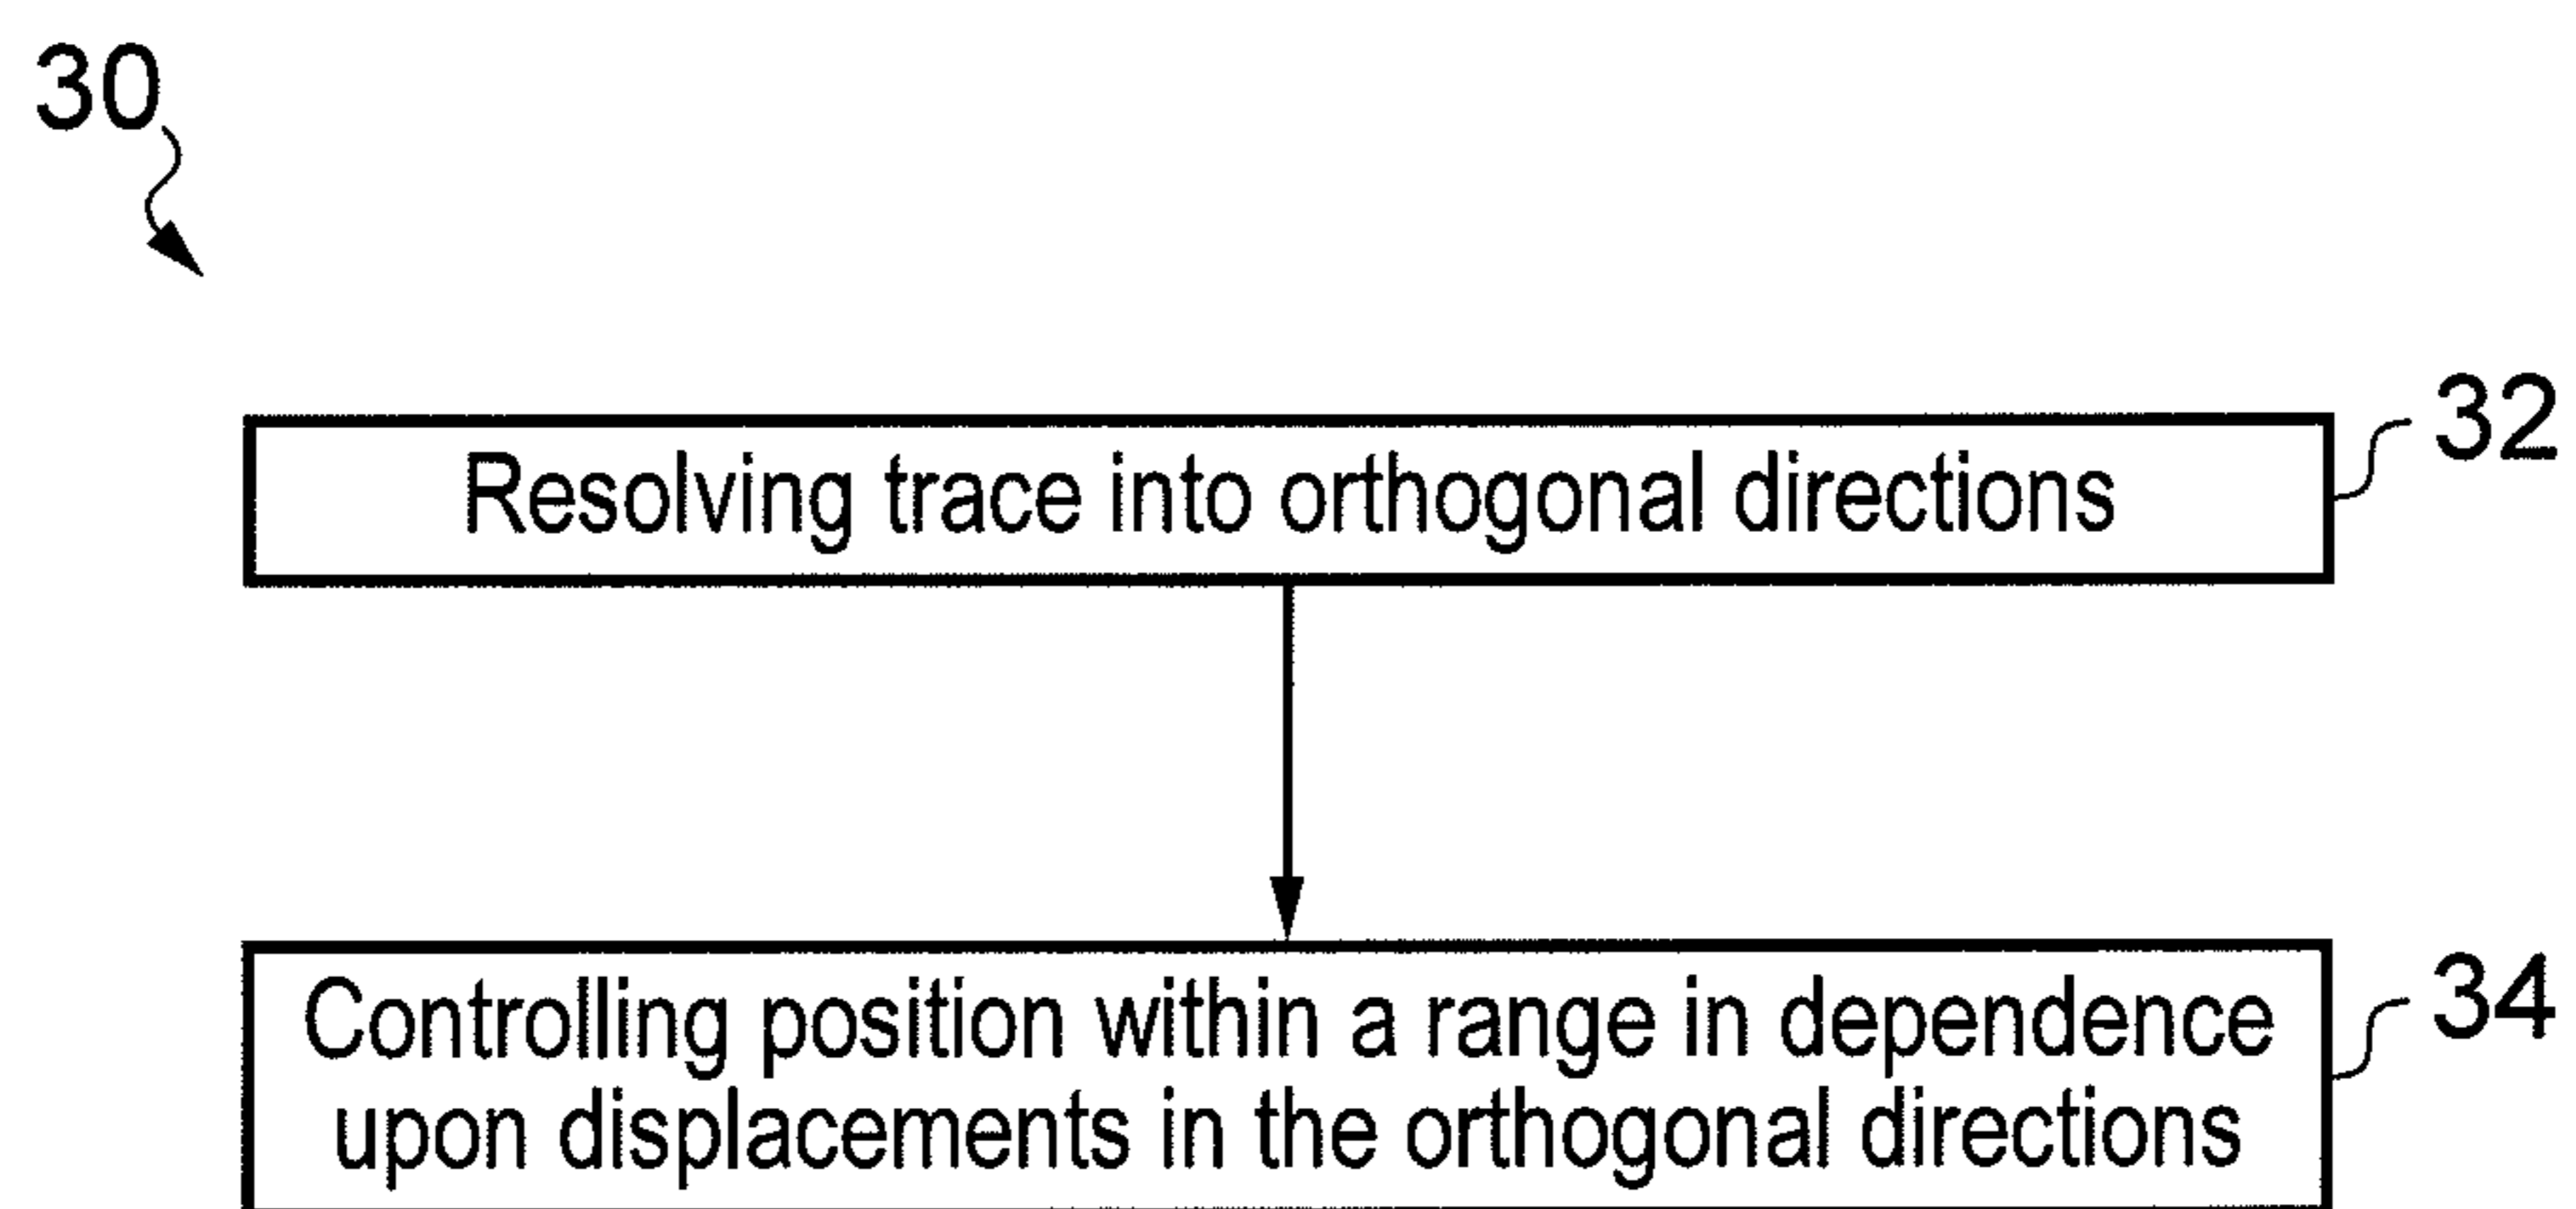 30
Resolving trace into orthogonal directions
32
Controlling position within a range in dependence
upon displacements in the orthogonal directions
34